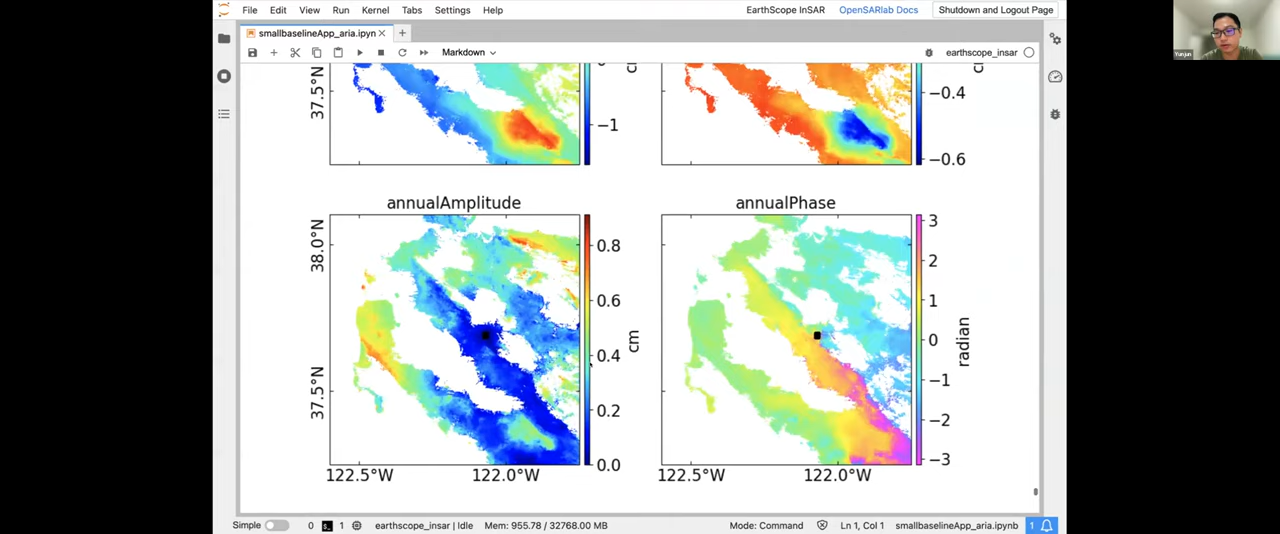 File Edit View Run Kernel Tabs Settings Help EarthScope InSAR OpenSARlab Docs Shutdown and Logout Page
smallbaselineApp_aria.ipyn
Markdown earthscope_insar
Yunjun
37.5°N
−1
−0.4
−0.6
annualAmplitude annualPhase
38.0°N
37.5°N
0.8
0.6
0.4
0.2
0.0
cm
3
2
1
0
−1
−2
−3
radian
122.5°W 122.0°W 122.5°W 122.0°W
Simple 0 1 earthscope_insar | Idle Mem: 955.78 / 32768.00 MB Mode: Command Ln 1, Col 1 smallbaselineApp_aria.ipynb 1